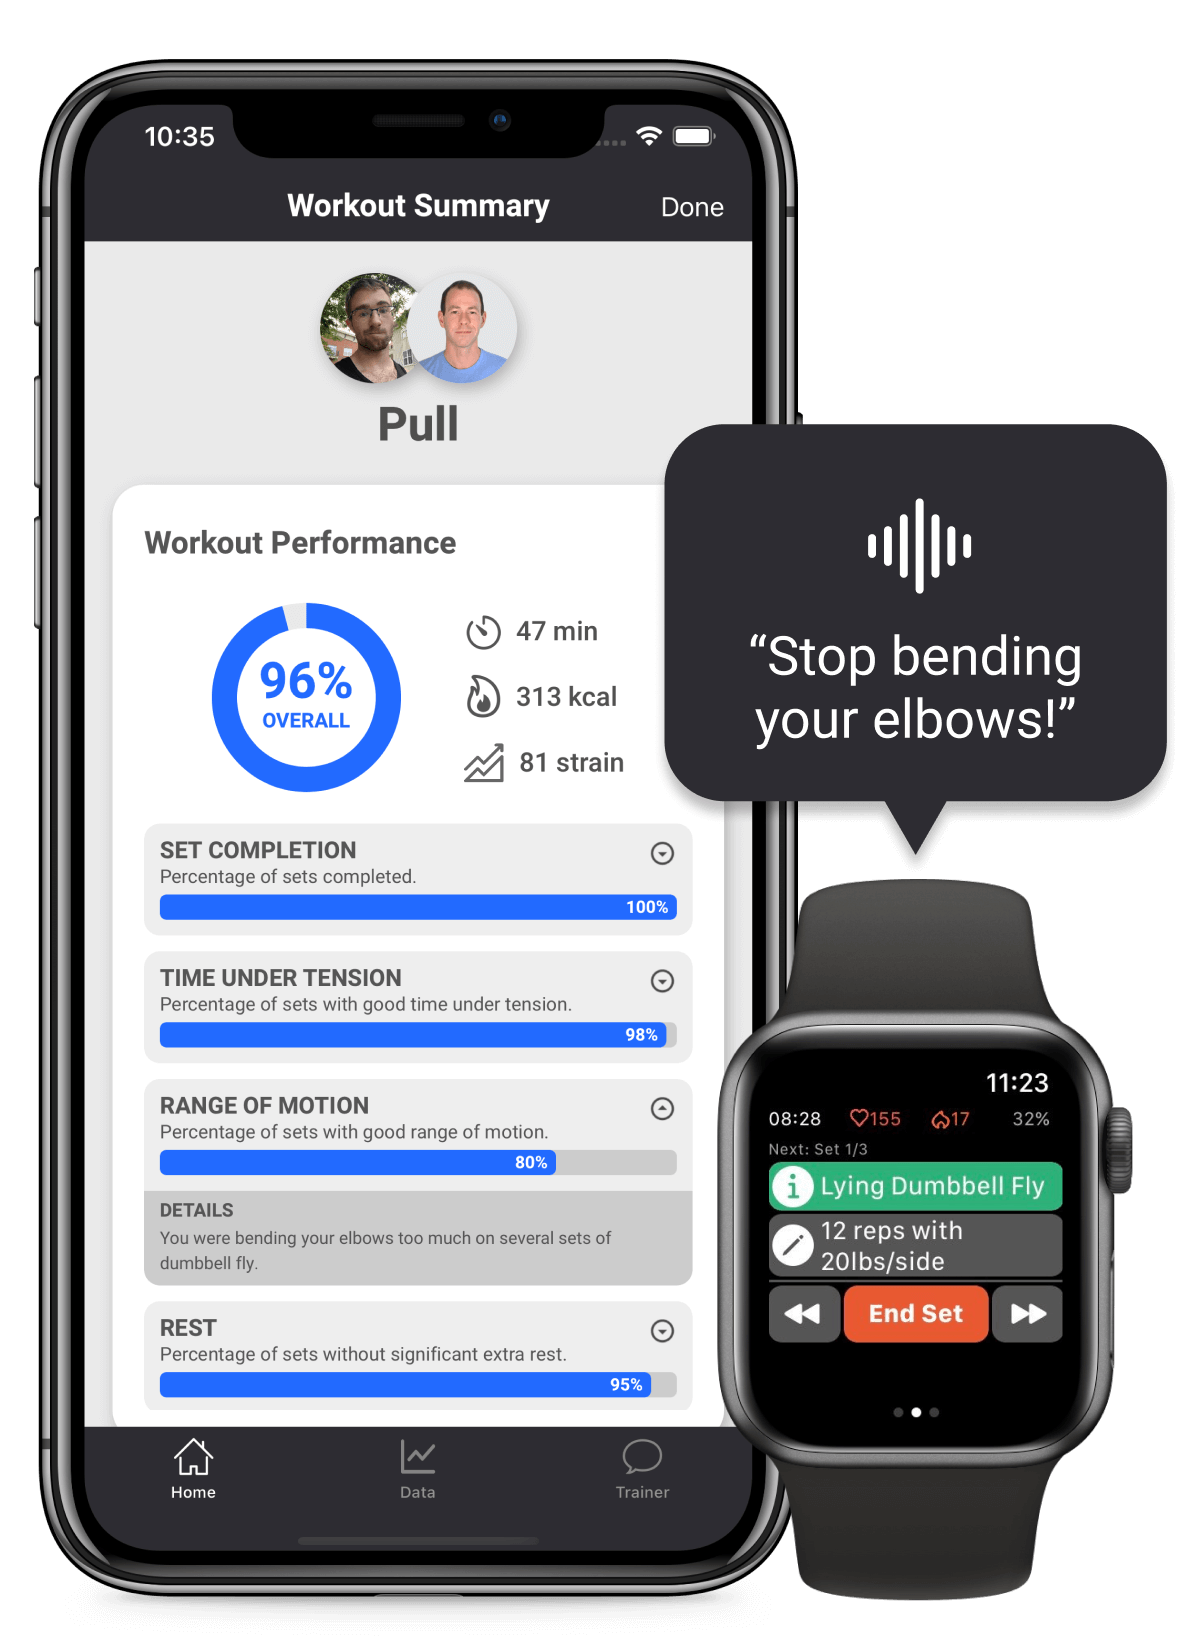 10:35
Workout Summary
Done
Pull
Workout Performance
96%
OVERALL
47 min
313 kcal
81 strain
SET COMPLETION
Percentage of sets completed.
100%
TIME UNDER TENSION
Percentage of sets with good time under tension.
98%
RANGE OF MOTION
Percentage of sets with good range of motion.
80%
DETAILS
You were bending your elbows too much on several sets of
dumbbell fly.
REST
Percentage of sets without significant extra rest.
95%
Home
Data
Trainer
“Stop bending
your elbows!”
11:23
08:28 155 17 32%
Next: Set 1/3
Lying Dumbbell Fly
12 reps with
20lbs/side
End Set